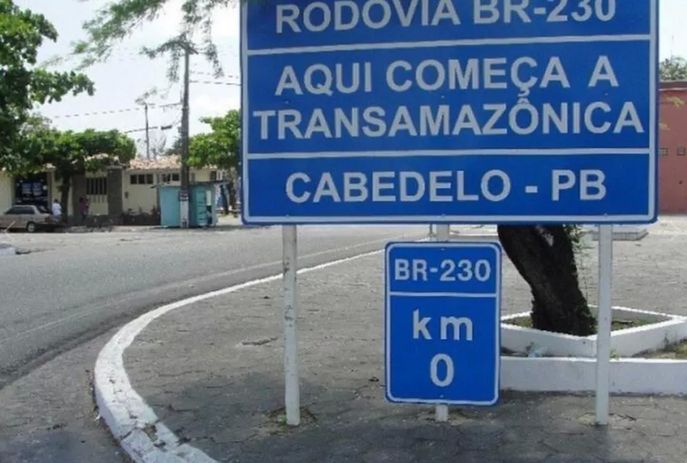 RODOVIA BR-230
AQUI COMEÇA A
TRANSAMAZÔNICA
CABEDELO - PB
BR-230
km
0